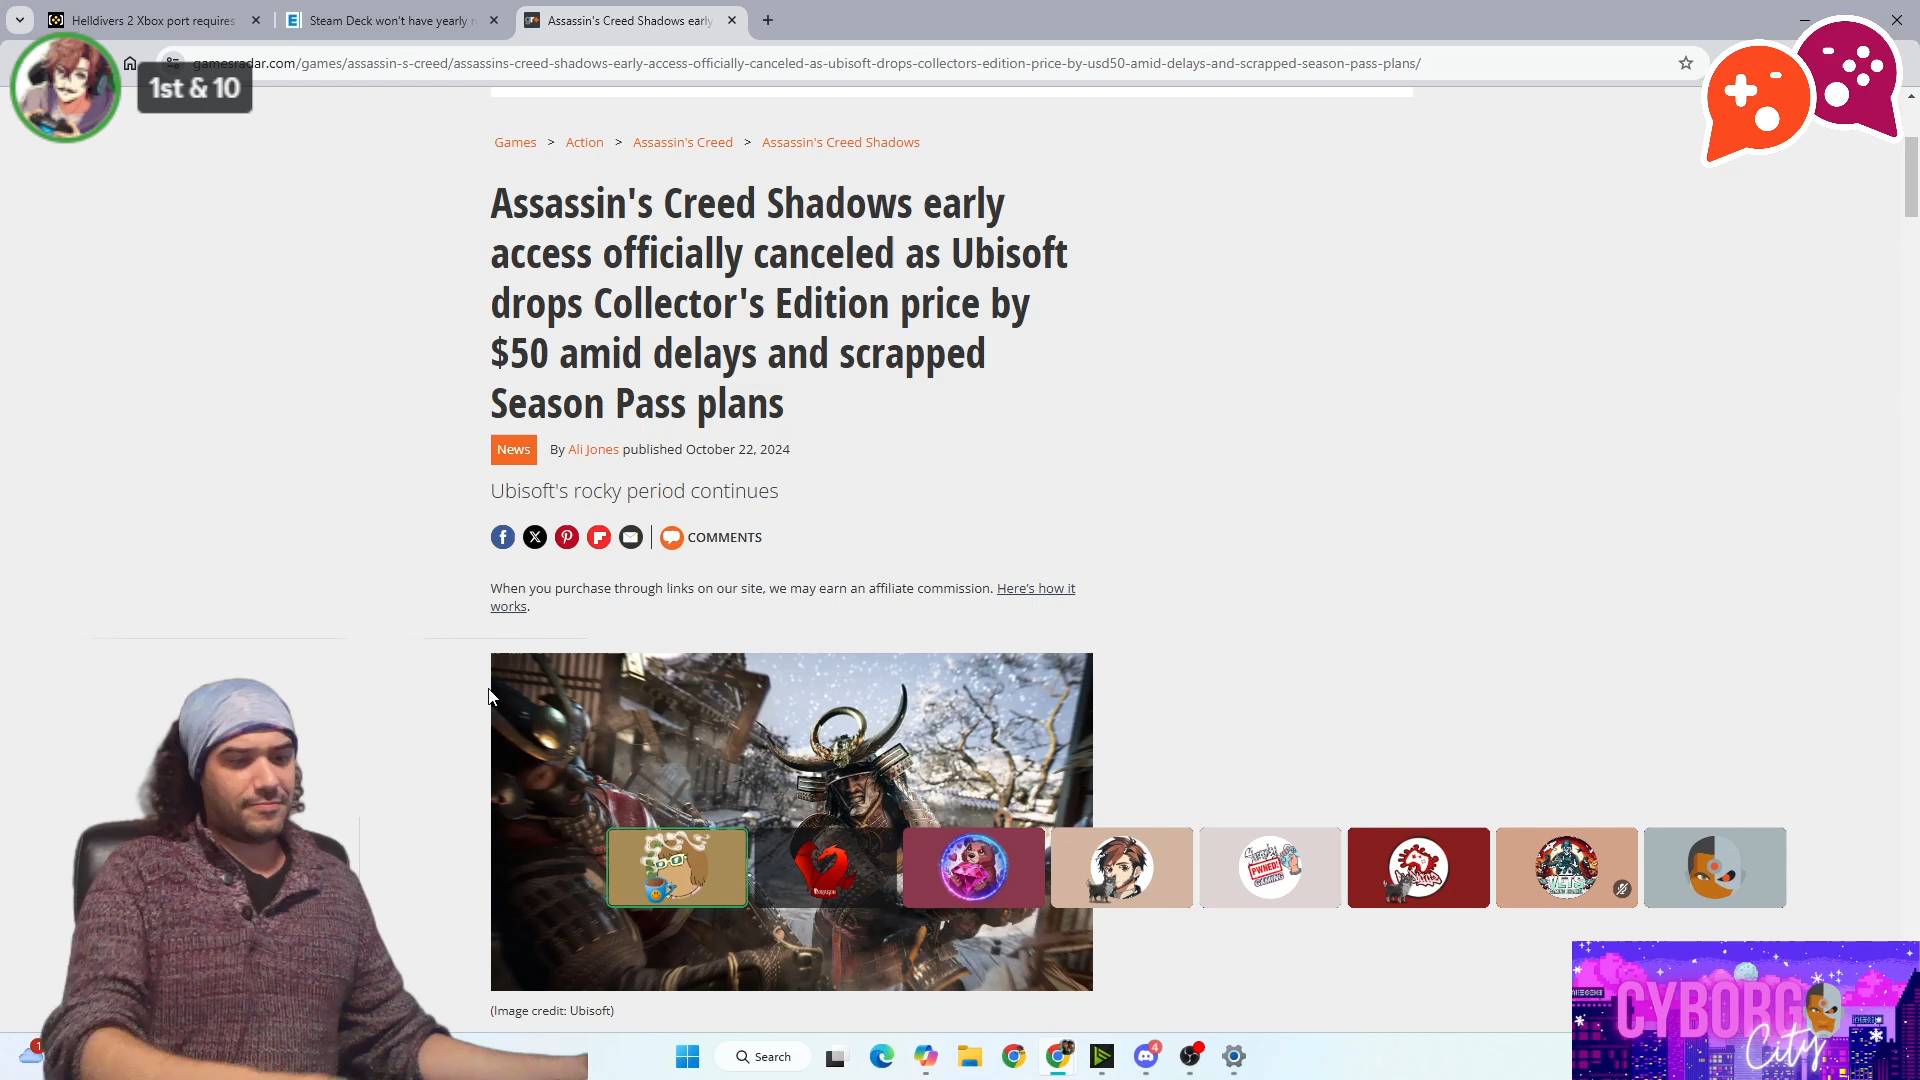 Helldivers 2 Xbox port requires
Steam Deck won't have yearly r
Assassin's Creed Shadows early
gamesradar.com/games/assassin-s-creed/assassins-creed-shadows-early-access-officially-canceled-as-ubisoft-drops-collectors-edition-price-by-usd50-amid-delays-and-scrapped-season-pass-plans/
1st & 10
Games > Action > Assassin's Creed > Assassin's Creed Shadows
Assassin's Creed Shadows early
access officially canceled as Ubisoft
drops Collector's Edition price by
$50 amid delays and scrapped
Season Pass plans
News By Ali Jones published October 22, 2024
Ubisoft's rocky period continues
COMMENTS
When you purchase through links on our site, we may earn an affiliate commission. Here's how it
works.
PWNED!
GAMING
VETS
(Image credit: Ubisoft)
CYBORG
City
1
Search
4